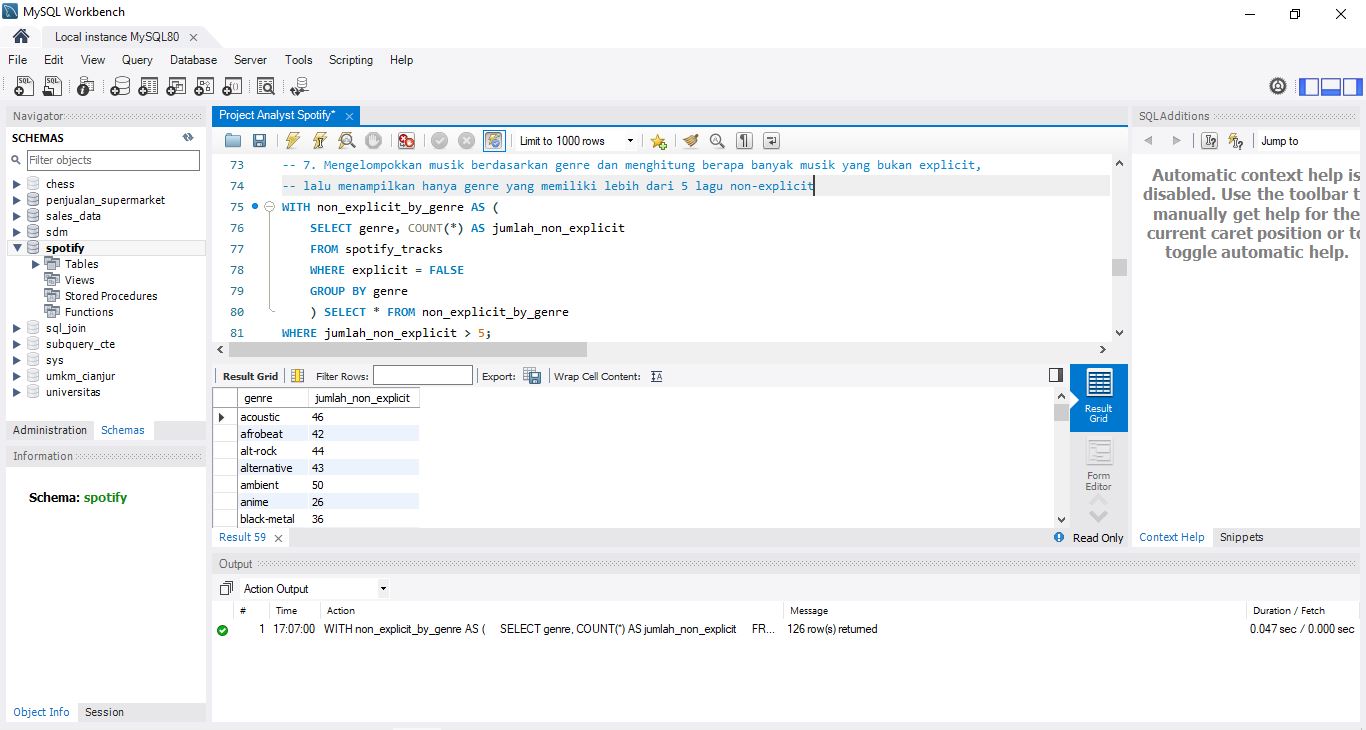 MySQL Workbench
Local instance MySQL80
File Edit View Query Database Server Tools Scripting Help
Navigator
SCHEMAS
Filter objects
chess
penjualan_supermarket
sales_data
sdm
spotify
Tables
Views
Stored Procedures
Functions
sql_join
subquery_cte
sys
umkm_cianjur
universitas
Administration Schemas
Information
Schema: spotify
Object Info Session
Project Analyst Spotify*
Limit to 1000 rows
73 -- 7. Mengelompokkan musik berdasarkan genre dan menghitung berapa banyak musik yang bukan explicit,
74 -- lalu menampilkan hanya genre yang memiliki lebih dari 5 lagu non-explicit
75 WITH non_explicit_by_genre AS (
76 SELECT genre, COUNT(*) AS jumlah_non_explicit
77 FROM spotify_tracks
78 WHERE explicit = FALSE
79 GROUP BY genre
80 ) SELECT * FROM non_explicit_by_genre
81 WHERE jumlah_non_explicit > 5;
Result Grid Filter Rows: Export: Wrap Cell Content:
genre jumlah_non_explicit
acoustic 46
afrobeat 42
alt-rock 44
alternative 43
ambient 50
anime 26
black-metal 36
Result Grid
Form Editor
Result 59
Read Only
SQLAdditions
Jump to
Automatic context help is
disabled. Use the toolbar t
manually get help for the
current caret position or to
toggle automatic help.
Context Help Snippets
Output
Action Output
# Time Action Message Duration / Fetch
1 17:07:00 WITH non_explicit_by_genre AS ( SELECT genre, COUNT(*) AS jumlah_non_explicit FR... 126 row(s) returned 0.047 sec / 0.000 sec